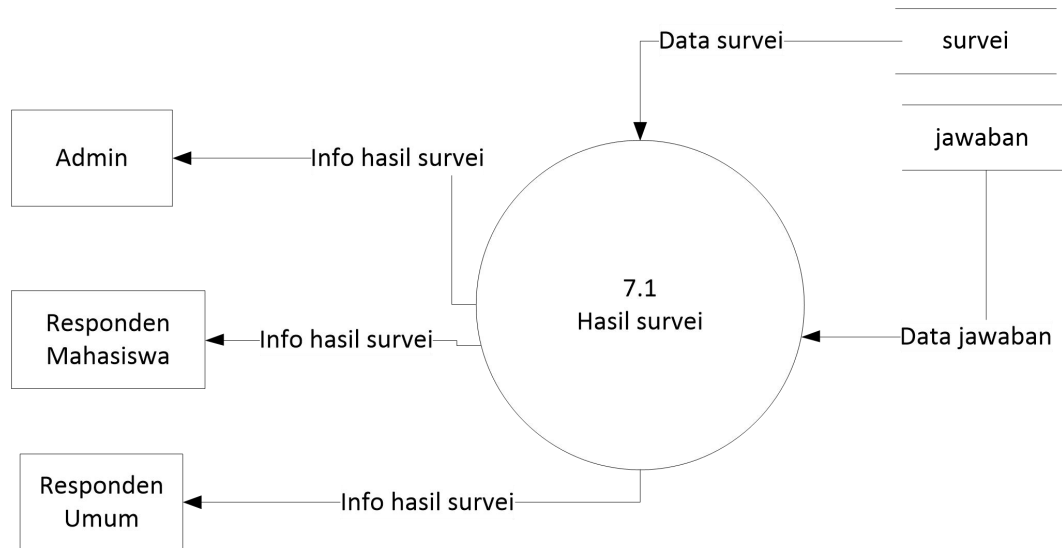 Data survei
survei
jawaban
Admin
Info hasil survei
7.1
Hasil survei
Responden
Mahasiswa
Info hasil survei
Data jawaban
Responden
Umum
Info hasil survei